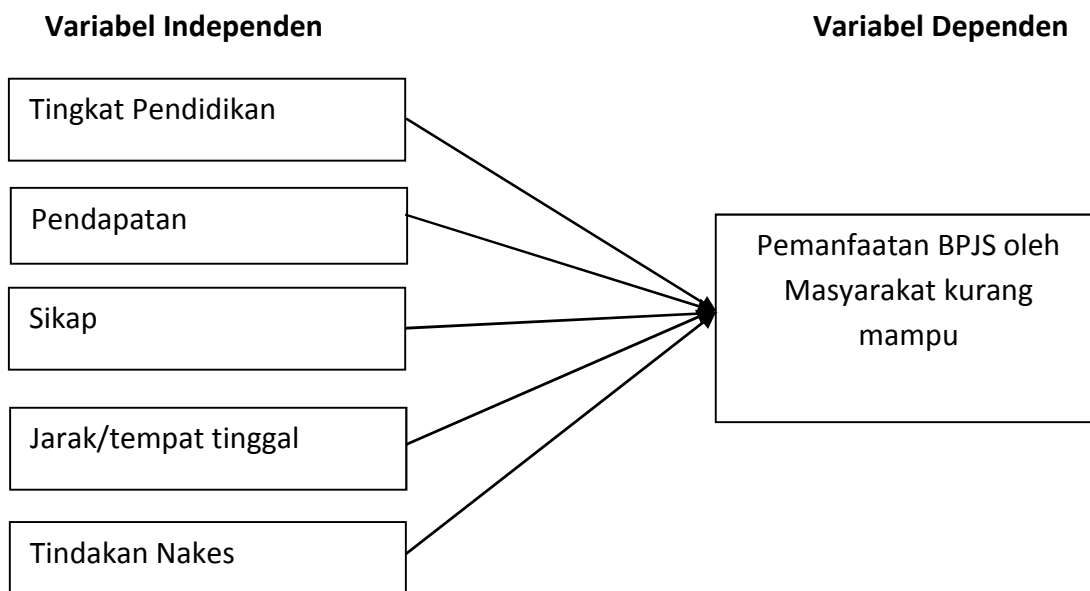 Variabel Independen
Variabel Dependen
Tingkat Pendidikan
Pendapatan
Sikap
Jarak/tempat tinggal
Tindakan Nakes
Pemanfaatan BPJS oleh
Masyarakat kurang
mampu